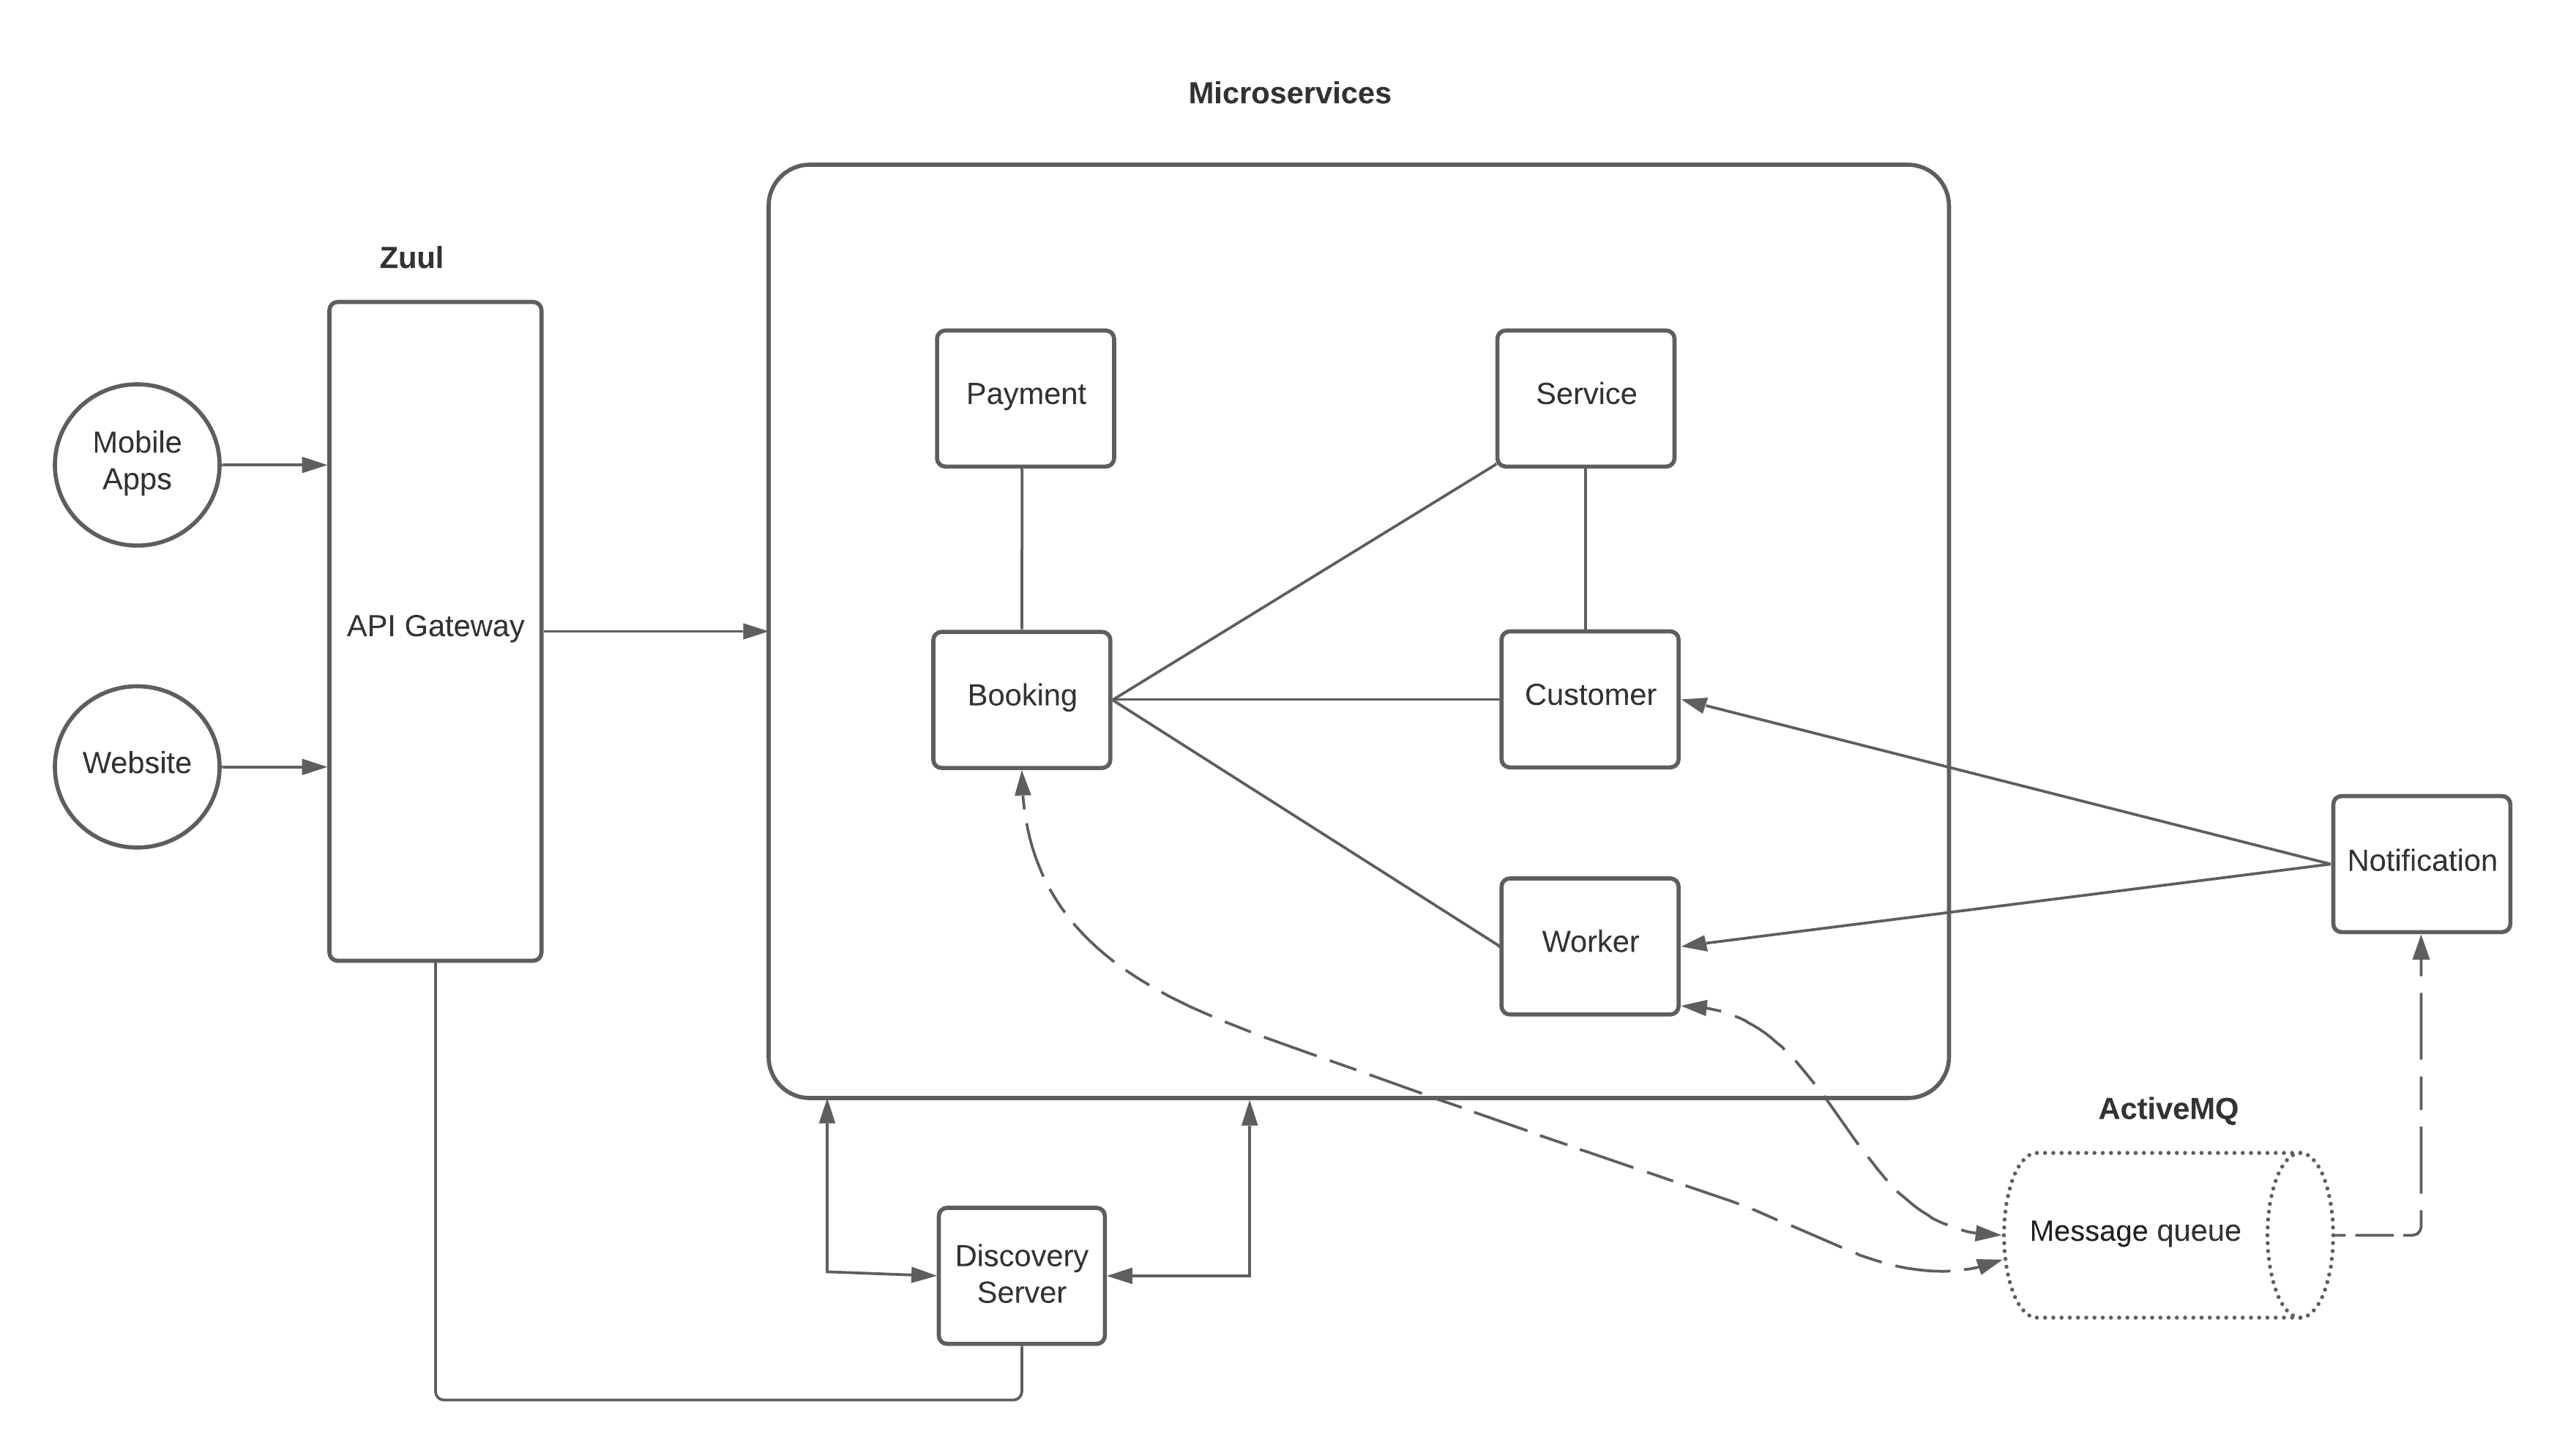 Microservices
Zuul
Mobile
Apps
Website
API Gateway
Payment
Service
Booking
Customer
Worker
Notification
ActiveMQ
Message queue
Discovery
Server